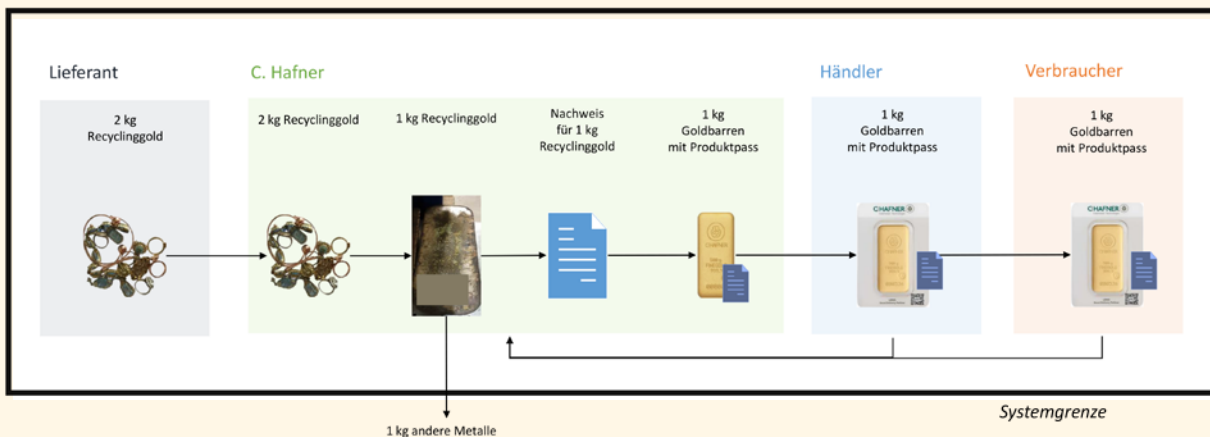 Lieferant
C. Hafner
Händler
Verbraucher
2 kg
Recyclinggold
2 kg Recyclinggold
1 kg Recyclinggold
Nachweis
für 1 kg
Recyclinggold
1 kg
Goldbarren
mit Produktpass
1 kg
Goldbarren
mit Produktpass
1 kg
Goldbarren
mit Produktpass
C.HAFNER
C.HAFNER
1 kg andere Metalle
Systemgrenze